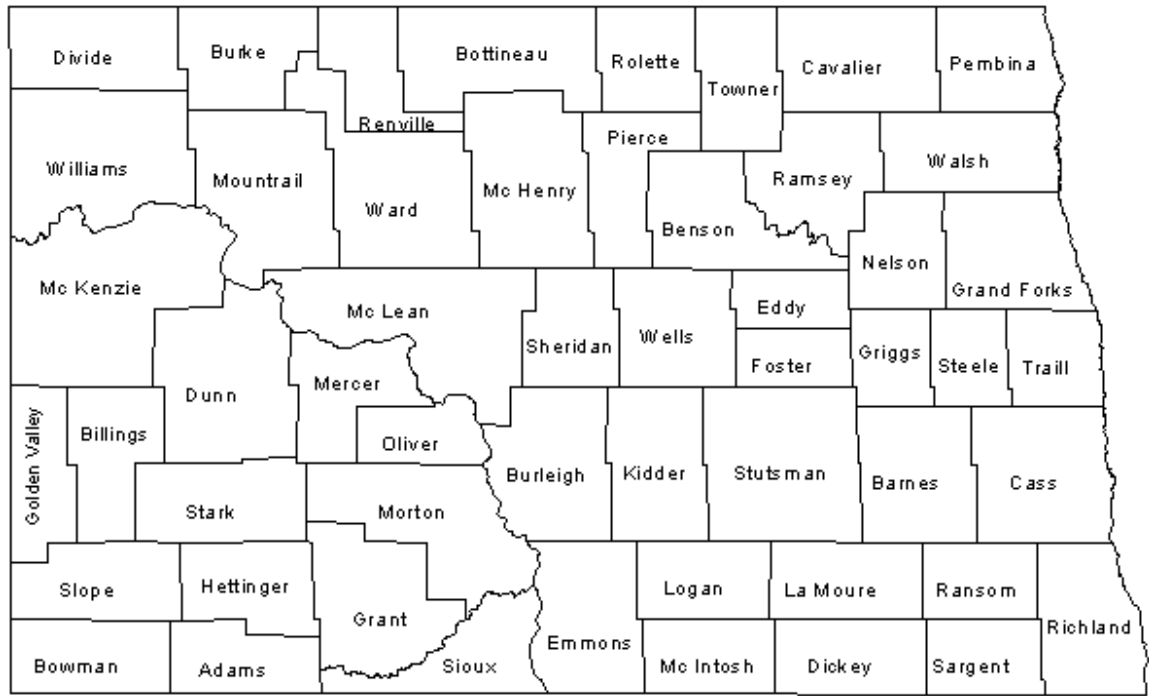 Divide
Burke
Bottineau
Rolette
Towner
Cavalier
Pembina
Renville
Pierce
Williams
Mountrail
Ward
Mc Henry
Benson
Ramsey
Walsh
Mc Kenzie
Mc Lean
Sheridan
Wells
Eddy
Nelson
Grand Forks
Foster
Griggs
Steele
Traill
Golden Valley
Billings
Dunn
Mercer
Oliver
Burleigh
Kidder
Stutsman
Barnes
Cass
Stark
Morton
Slope
Hettinger
Grant
Logan
La Moure
Ransom
Richland
Bowman
Adams
Sioux
Emmons
Mc Intosh
Dickey
Sargent